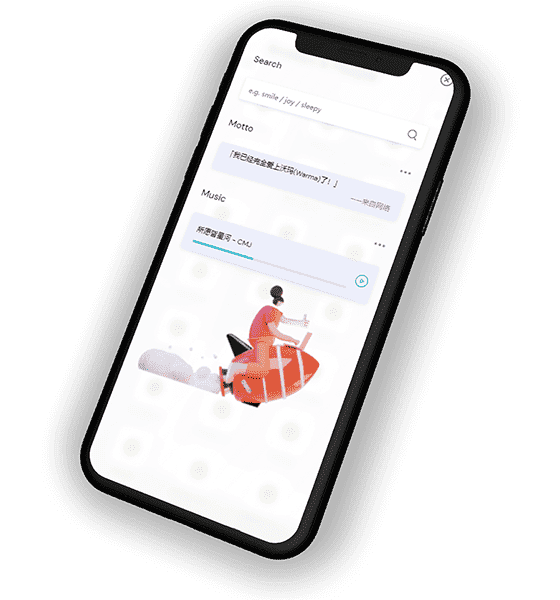 Search
e.g. smile / joy / sleepy
Motto
「我已经完全爱上沃玛(Warma)了！」
——来自网络
Music
所愿皆星河 - CMJ